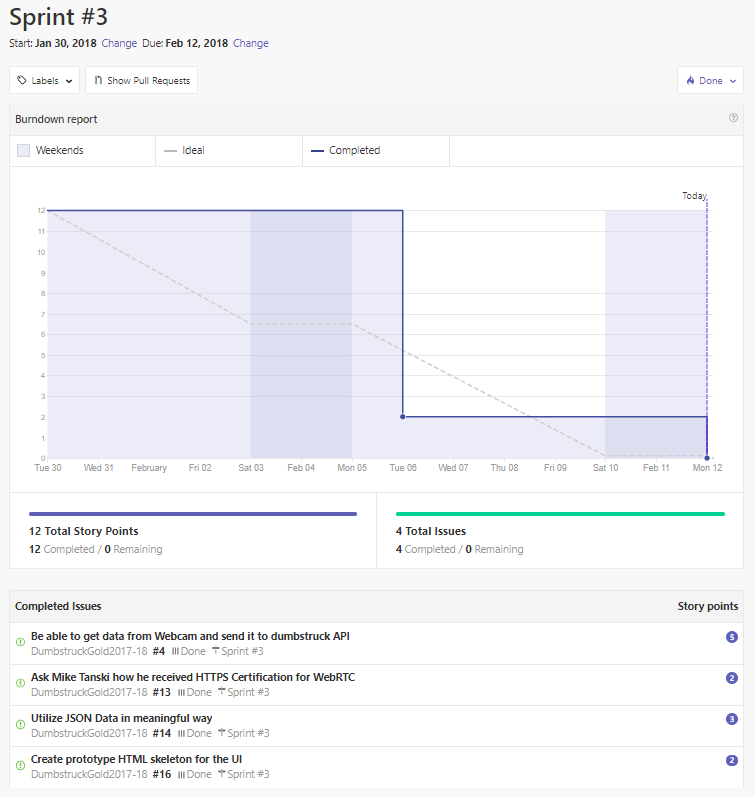 Sprint #3
Start: Jan 30, 2018 Change Due: Feb 12, 2018 Change
Labels Show Pull Requests Done
Burndown report
Weekends Ideal Completed
Today
12
11
10
9
8
7
6
5
4
3
2
1
0
Tue 30 Wed 31 February Fri 02 Sat 03 Feb 04 Mon 05 Tue 06 Wed 07 Thu 08 Fri 09 Sat 10 Feb 11 Mon 12
12 Total Story Points
12 Completed / 0 Remaining
4 Total Issues
4 Completed / 0 Remaining
Completed Issues Story points
Be able to get data from Webcam and send it to dumbstruck API 5
DumbstruckGold2017-18 #4 Done Sprint #3
Ask Mike Tanski how he received HTTPS Certification for WebRTC 2
DumbstruckGold2017-18 #13 Done Sprint #3
Utilize JSON Data in meaningful way 3
DumbstruckGold2017-18 #14 Done Sprint #3
Create prototype HTML skeleton for the UI 2
DumbstruckGold2017-18 #16 Done Sprint #3